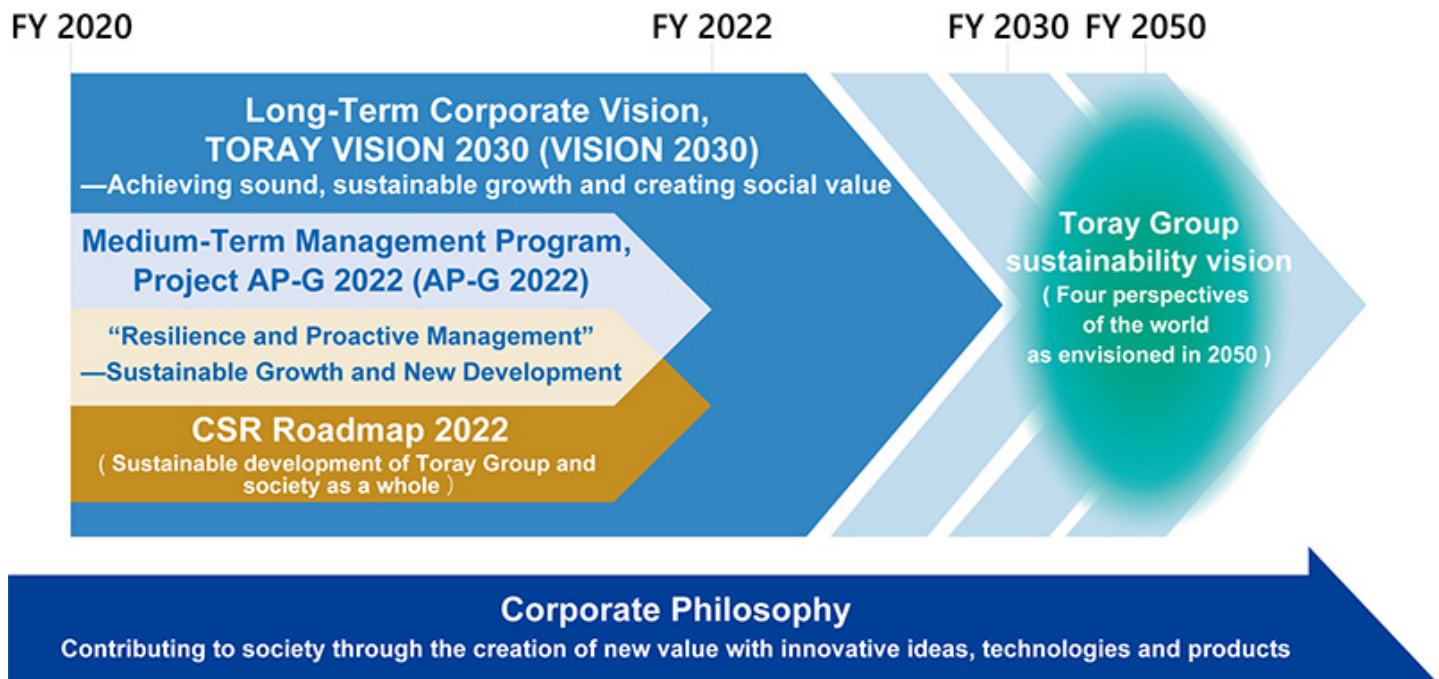 FY 2020
FY 2022
FY 2030
FY 2050
Long-Term Corporate Vision,
TORAY VISION 2030 (VISION 2030)
—Achieving sound, sustainable growth and creating social value
Medium-Term Management Program,
Project AP-G 2022 (AP-G 2022)
“Resilience and Proactive Management”
—Sustainable Growth and New Development
CSR Roadmap 2022
( Sustainable development of Toray Group and
society as a whole )
Toray Group
sustainability vision
( Four perspectives
of the world
as envisioned in 2050 )
Corporate Philosophy
Contributing to society through the creation of new value with innovative ideas, technologies and products